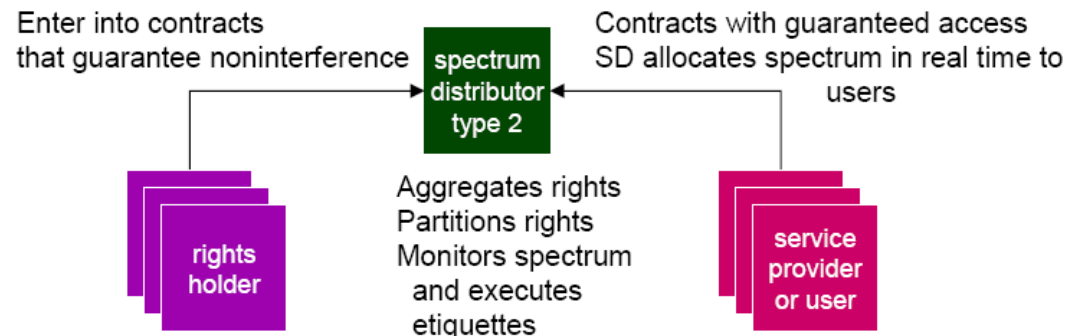 Enter into contracts
that guarantee noninterference
spectrum
distributor
type 2
Contracts with guaranteed access
SD allocates spectrum in real time to
users
rights
holder
Aggregates rights
Partitions rights
Monitors spectrum
and executes
etiquettes
service
provider
or user